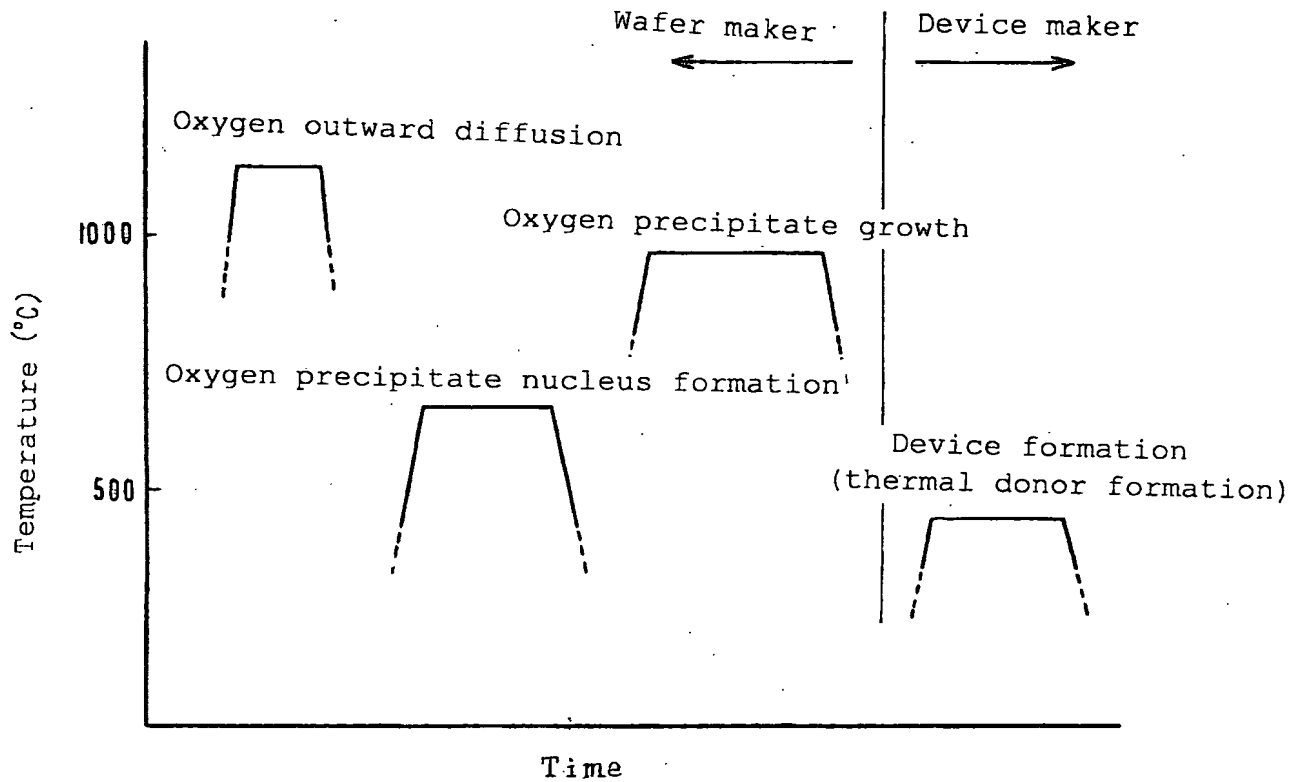 Wafer maker
Device maker
Oxygen outward diffusion
1000
Oxygen precipitate growth
Temperature (°C)
Oxygen precipitate nucleus formation
500
Device formation
(thermal donor formation)
Time